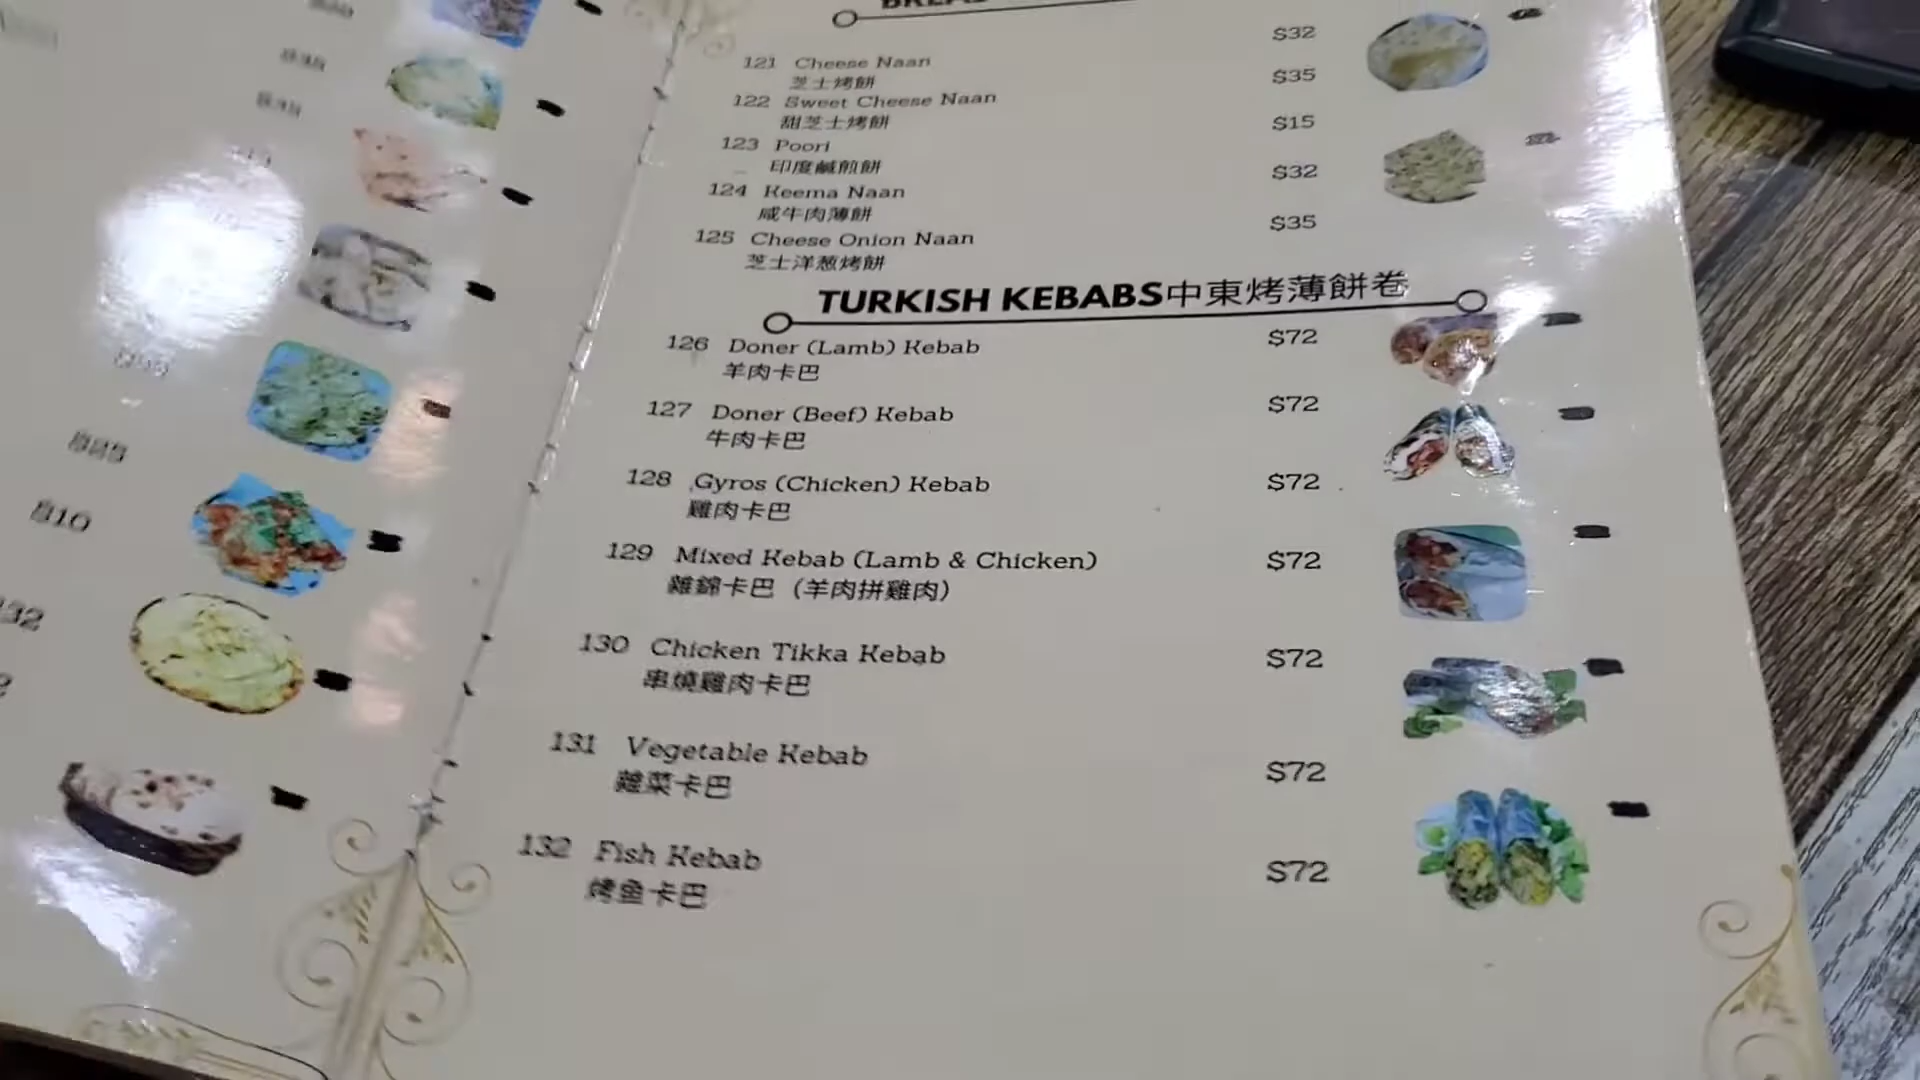 $10
$32
121 Cheese Naan $32
芝士烤餅
122 Sweet Cheese Naan $35
甜芝士烤餅
123 Poori $15
印度鹹煎餅
124 Keema Naan $32
咸牛肉薄餅
125 Cheese Onion Naan $35
芝士洋葱烤餅
TURKISH KEBABS中東烤薄餅卷
126 Doner (Lamb) Kebab $72
羊肉卡巴
127 Doner (Beef) Kebab $72
牛肉卡巴
128 Gyros (Chicken) Kebab $72
雞肉卡巴
129 Mixed Kebab (Lamb & Chicken) $72
雜錦卡巴 (羊肉拼雞肉)
130 Chicken Tikka Kebab $72
串燒雞肉卡巴
131 Vegetable Kebab $72
雜菜卡巴
132 Fish Kebab $72
烤鱼卡巴